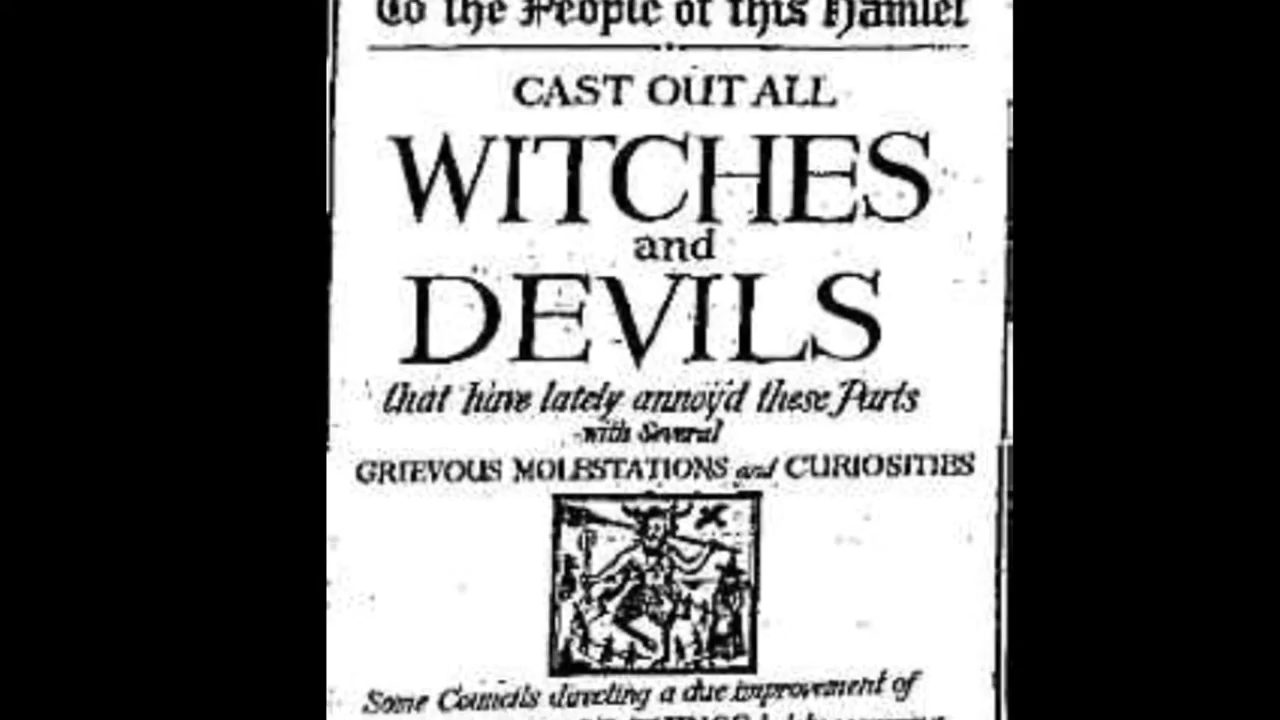 To the People of this Hamlet
CAST OUT ALL
WITCHES
and
DEVILS
that have lately annoy'd these Parts
with Several
GRIEVOUS MOLESTATIONS and CURIOSITIES
Some Councils directing a due improvement of